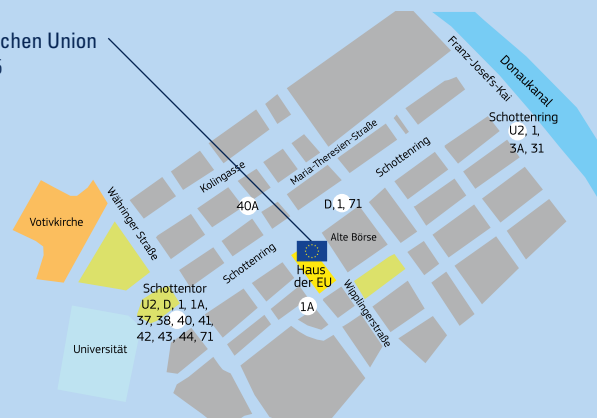 chen Union
Franz-Josefs-Kai
Donaukanal
Schottenring
U2, 1,
3A, 31
Maria-Theresien-Straße
Schottenring
Kolingasse
Währinger Straße
40A
D, 1, 71
Votivkirche
Alte Börse
Schottenring
Haus
der EU
Wipplingerstraße
Schottentor
U2, D, 1, 1A,
37, 38, 40, 41,
42, 43, 44, 71
1A
Universität